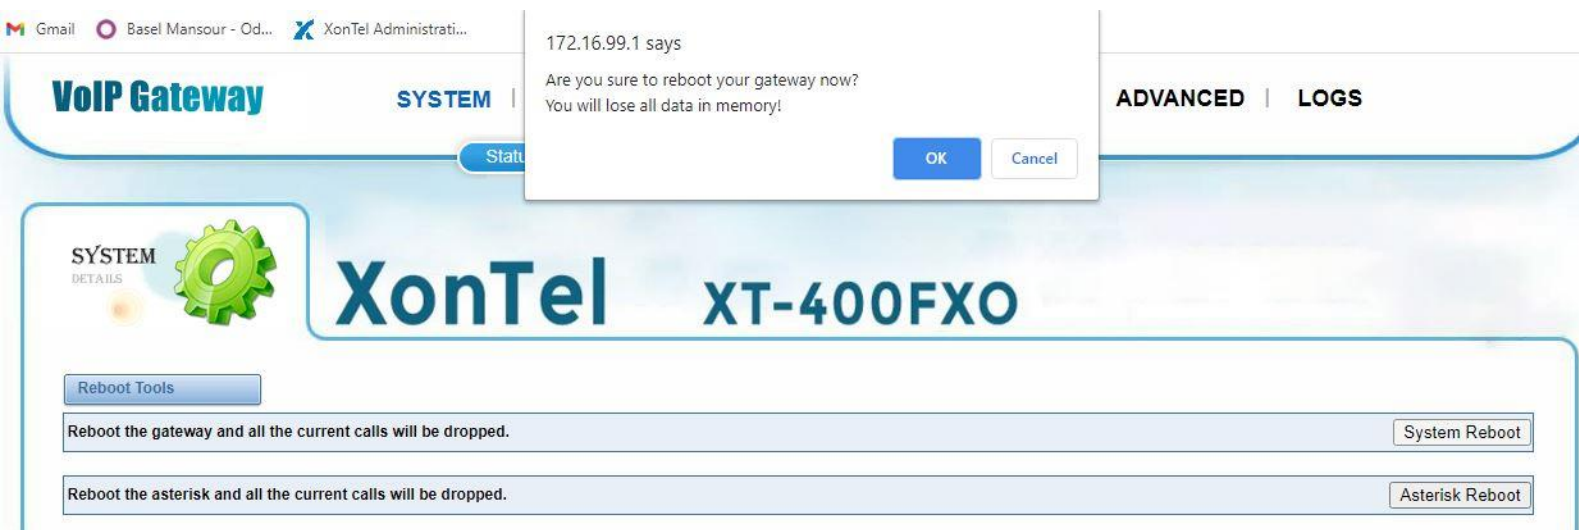 Gmail
Basel Mansour - Od...
XonTel Administrati...
172.16.99.1 says
Are you sure to reboot your gateway now?
You will lose all data in memory!
OK
Cancel
VoIP Gateway
SYSTEM |
ADVANCED | LOGS
Statu
SYSTEM
DETAILS
XonTel XT-400FXO
Reboot Tools
Reboot the gateway and all the current calls will be dropped.
System Reboot
Reboot the asterisk and all the current calls will be dropped.
Asterisk Reboot